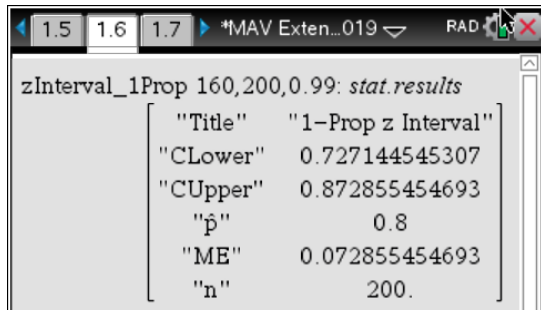 1.5 1.6 1.7 *MAV Exten...019 RAD
zInterval_1Prop 160,200,0.99: stat.results
"Title" "1−Prop z Interval"
"CLower" 0.727144545307
"CUpper" 0.872855454693
"p̂" 0.8
"ME" 0.072855454693
"n" 200.